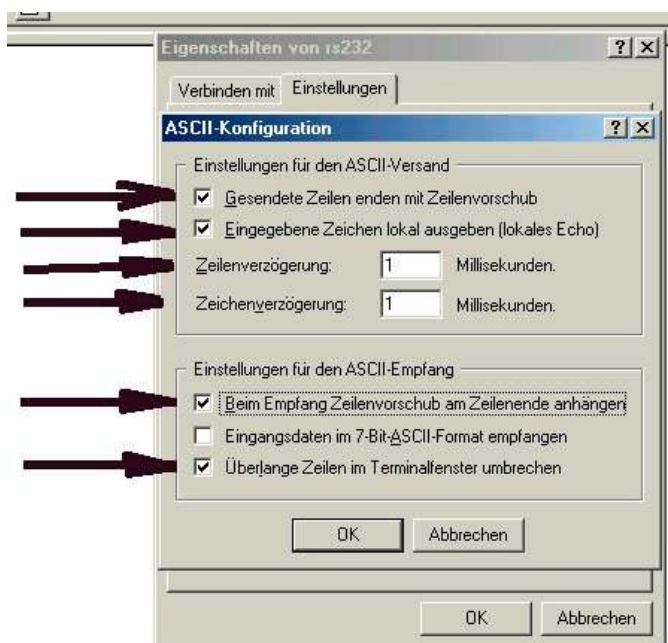 Eigenschaften von rs232
Verbinden mit Einstellungen
ASCII-Konfiguration
Einstellungen für den ASCII-Versand
Gesendete Zeilen enden mit Zeilenvorschub
Eingegebene Zeichen lokal ausgeben (lokales Echo)
Zeilenverzögerung: 1 Millisekunden.
Zeichenverzögerung: 1 Millisekunden.
Einstellungen für den ASCII-Empfang
Beim Empfang Zeilenvorschub am Zeilenende anhängen
Eingangsdaten im 7-Bit-ASCII-Format empfangen
Überlange Zeilen im Terminalfenster umbrechen
OK Abbrechen
OK Abbrechen